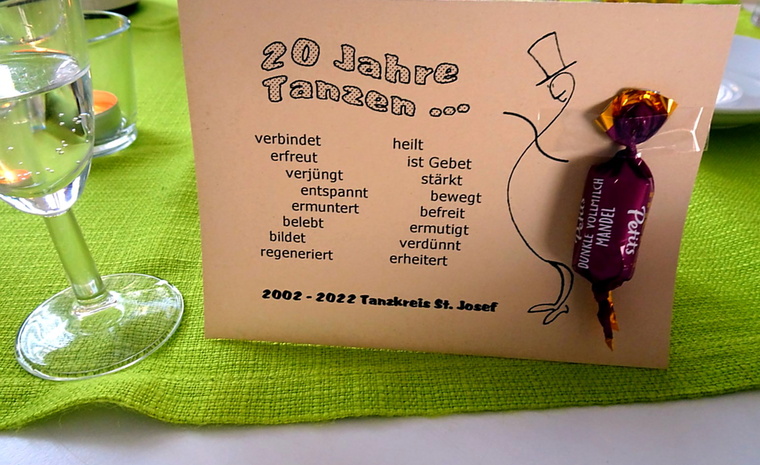 20 Jahre
Tanzen ...
verbindet
erfreut
verjüngt
entspannt
ermuntert
belebt
bildet
regeneriert
heilt
ist Gebet
stärkt
bewegt
befreit
ermutigt
verdünnt
erheitert
2002 - 2022 Tanzkreis St. Josef
Petits
DUNKLE VOLLMILCH
MANDEL